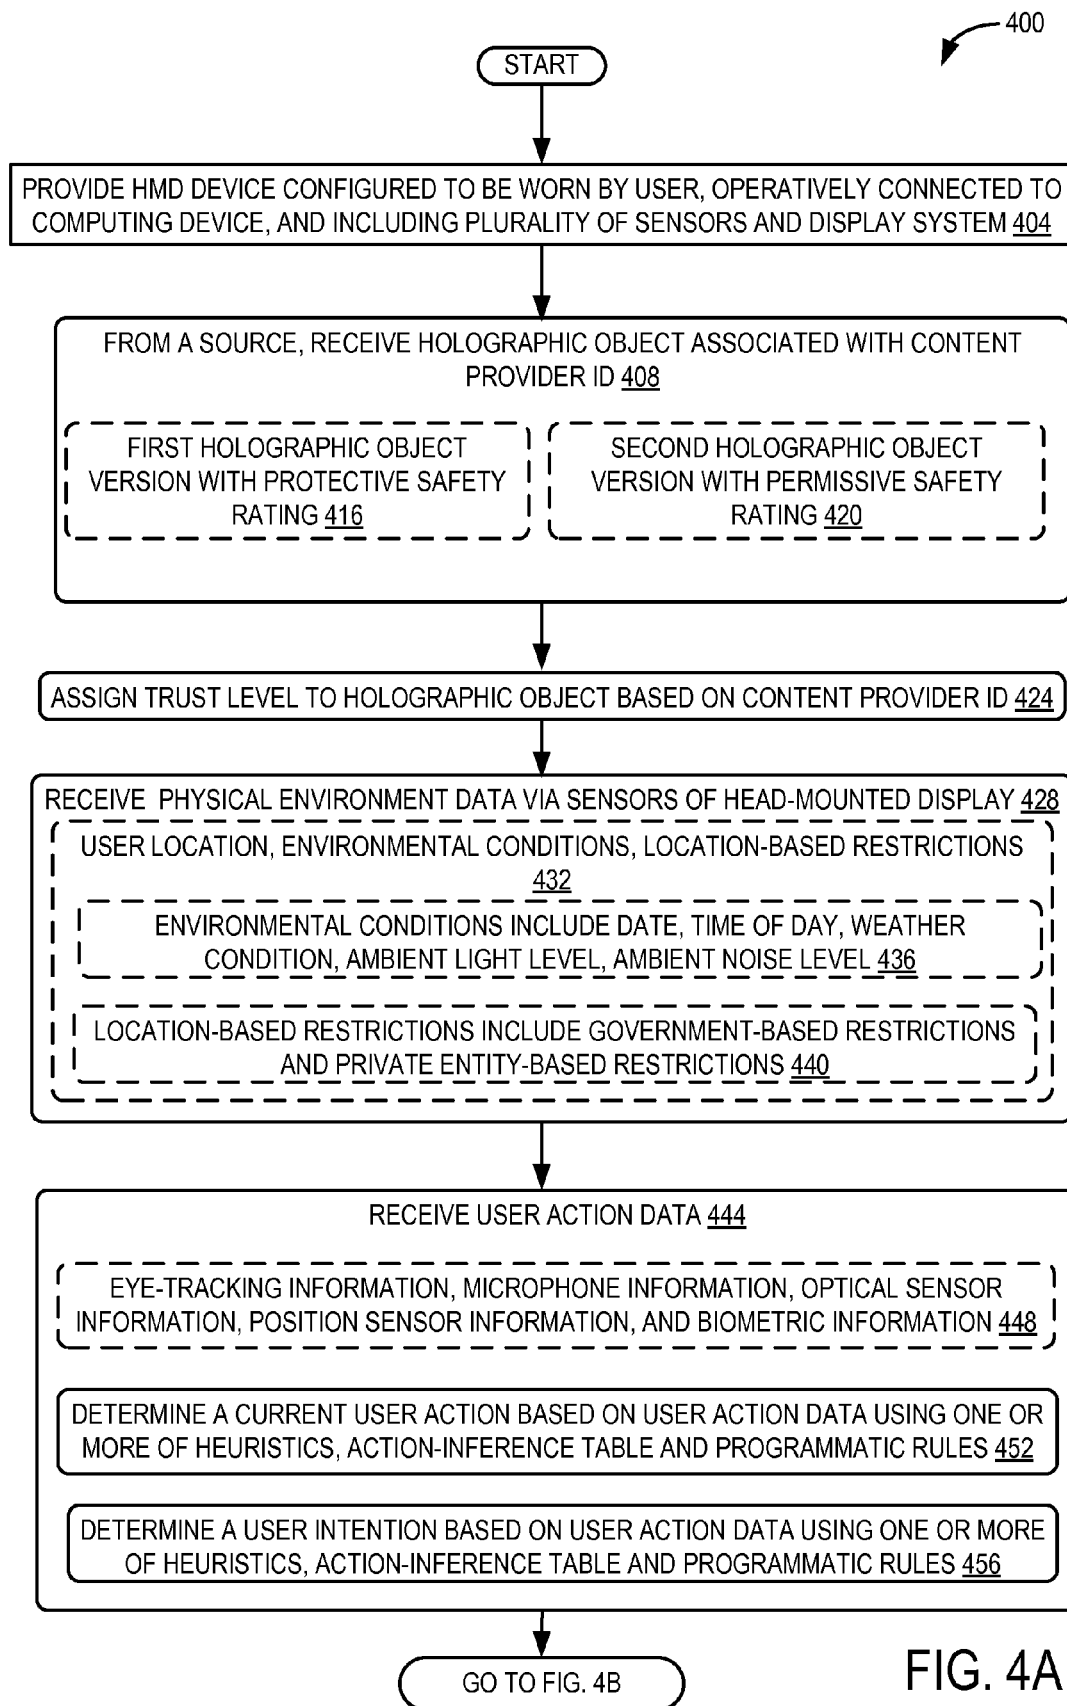 400
START
PROVIDE HMD DEVICE CONFIGURED TO BE WORN BY USER, OPERATIVELY CONNECTED TO
COMPUTING DEVICE, AND INCLUDING PLURALITY OF SENSORS AND DISPLAY SYSTEM 404
FROM A SOURCE, RECEIVE HOLOGRAPHIC OBJECT ASSOCIATED WITH CONTENT
PROVIDER ID 408
FIRST HOLOGRAPHIC OBJECT
VERSION WITH PROTECTIVE SAFETY
RATING 416
SECOND HOLOGRAPHIC OBJECT
VERSION WITH PERMISSIVE SAFETY
RATING 420
ASSIGN TRUST LEVEL TO HOLOGRAPHIC OBJECT BASED ON CONTENT PROVIDER ID 424
RECEIVE PHYSICAL ENVIRONMENT DATA VIA SENSORS OF HEAD-MOUNTED DISPLAY 428
USER LOCATION, ENVIRONMENTAL CONDITIONS, LOCATION-BASED RESTRICTIONS
432
ENVIRONMENTAL CONDITIONS INCLUDE DATE, TIME OF DAY, WEATHER
CONDITION, AMBIENT LIGHT LEVEL, AMBIENT NOISE LEVEL 436
LOCATION-BASED RESTRICTIONS INCLUDE GOVERNMENT-BASED RESTRICTIONS
AND PRIVATE ENTITY-BASED RESTRICTIONS 440
RECEIVE USER ACTION DATA 444
EYE-TRACKING INFORMATION, MICROPHONE INFORMATION, OPTICAL SENSOR
INFORMATION, POSITION SENSOR INFORMATION, AND BIOMETRIC INFORMATION 448
DETERMINE A CURRENT USER ACTION BASED ON USER ACTION DATA USING ONE OR
MORE OF HEURISTICS, ACTION-INFERENCE TABLE AND PROGRAMMATIC RULES 452
DETERMINE A USER INTENTION BASED ON USER ACTION DATA USING ONE OR MORE
OF HEURISTICS, ACTION-INFERENCE TABLE AND PROGRAMMATIC RULES 456
GO TO FIG. 4B
FIG. 4A